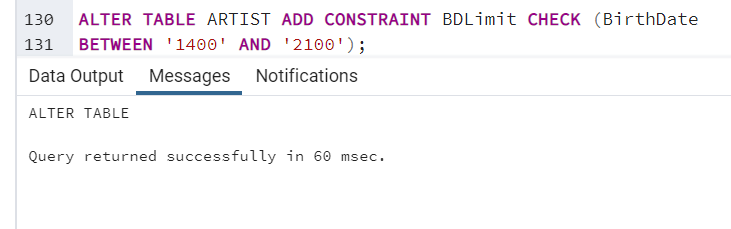 130 ALTER TABLE ARTIST ADD CONSTRAINT BDLimit CHECK (BirthDate
131 BETWEEN '1400' AND '2100');
Data Output Messages Notifications
ALTER TABLE
Query returned successfully in 60 msec.